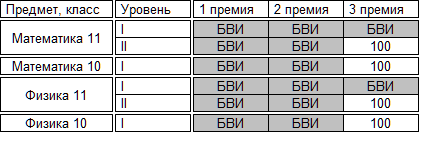 Предмет, класс Уровень 1 премия 2 премия 3 премия
Математика 11 I БВИ БВИ БВИ
II БВИ БВИ 100
Математика 10 I БВИ БВИ 100
Физика 11 I БВИ БВИ БВИ
II БВИ БВИ 100
Физика 10 I БВИ БВИ 100